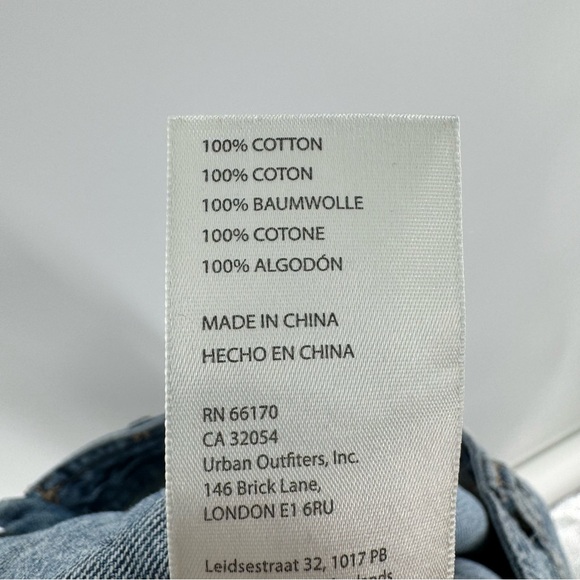 100% COTTON
100% COTON
100% BAUMWOLLE
100% COTONE
100% ALGODÓN
MADE IN CHINA
HECHO EN CHINA
RN 66170
CA 32054
Urban Outfitters, Inc.
146 Brick Lane,
LONDON E1 6RU
Leidsestraat 32, 1017 PB